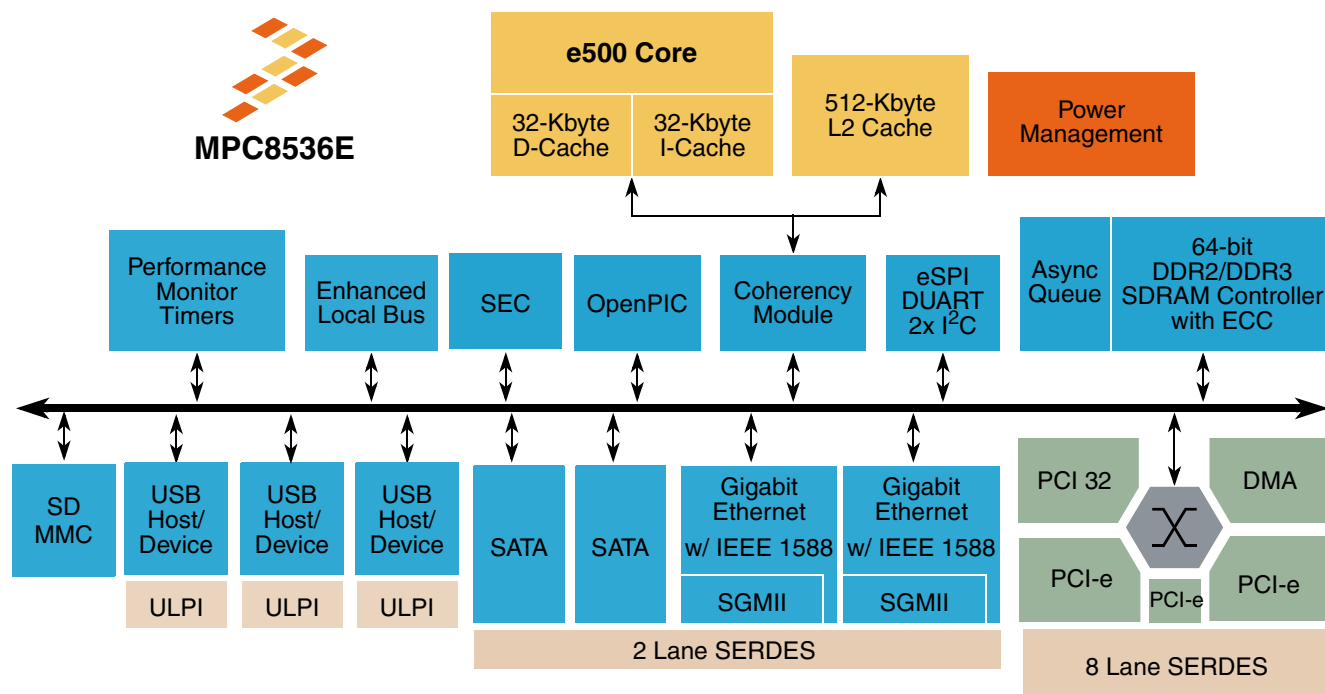 MPC8536E
e500 Core
32-Kbyte
D-Cache
32-Kbyte
I-Cache
512-Kbyte
L2 Cache
Power
Management
Performance
Monitor
Timers
Enhanced
Local Bus
SEC
OpenPIC
Coherency
Module
eSPI
DUART
2x I²C
Async
Queue
64-bit
DDR2/DDR3
SDRAM Controller
with ECC
SD
MMC
USB
Host/
Device
ULPI
USB
Host/
Device
ULPI
USB
Host/
Device
ULPI
SATA
SATA
Gigabit
Ethernet
w/ IEEE 1588
SGMII
Gigabit
Ethernet
w/ IEEE 1588
SGMII
2 Lane SERDES
PCI 32
DMA
PCI-e
PCI-e
PCI-e
8 Lane SERDES